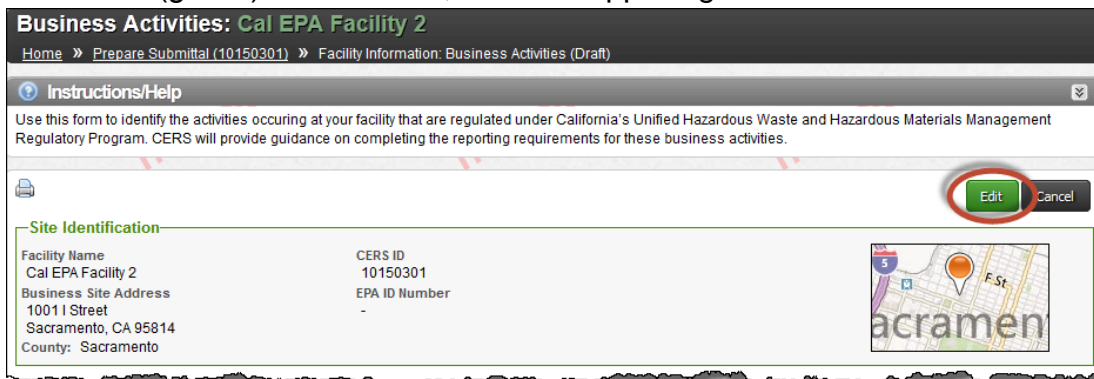 Business Activities: Cal EPA Facility 2
Home » Prepare Submittal (10150301) » Facility Information: Business Activities (Draft)
Instructions/Help
Use this form to identify the activities occuring at your facility that are regulated under California's Unified Hazardous Waste and Hazardous Materials Management
Regulatory Program. CERS will provide guidance on completing the reporting requirements for these business activities.
Edit Cancel
Site Identification
Facility Name CERS ID
Cal EPA Facility 2 10150301
Business Site Address EPA ID Number
1001 I Street -
Sacramento, CA 95814
County: Sacramento
5
F St
acramen